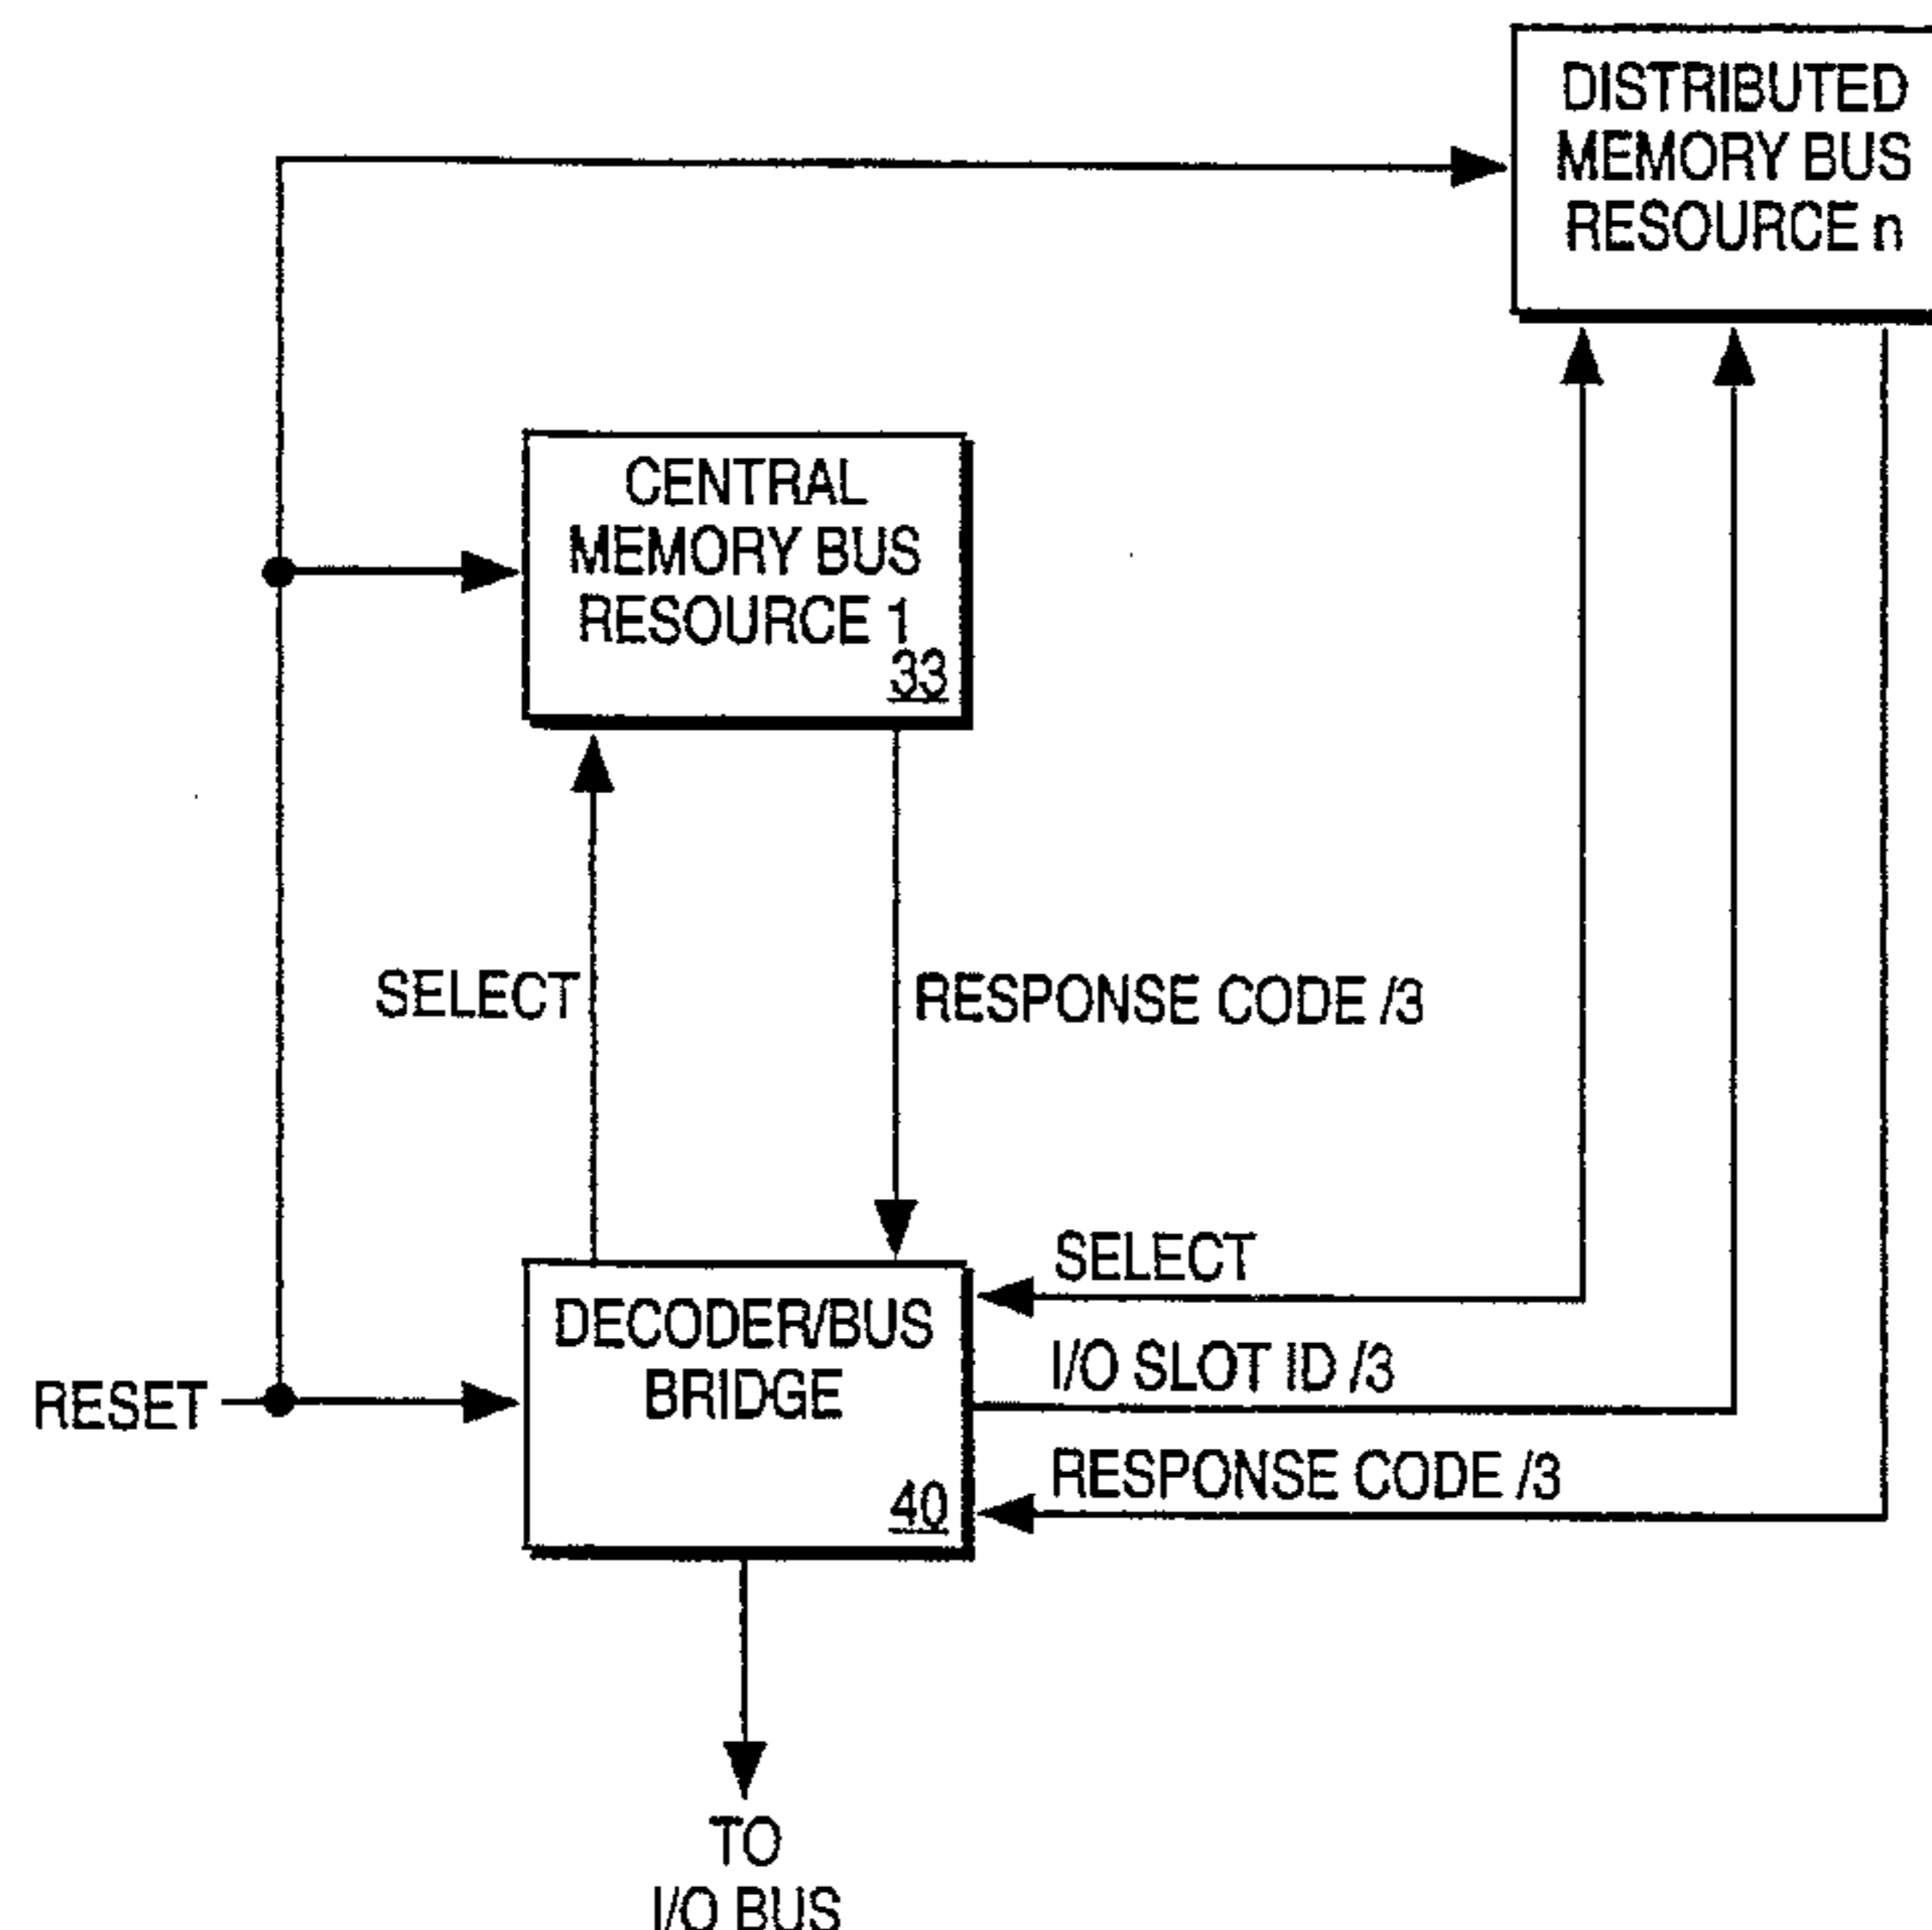 DISTRIBUTED
MEMORY BUS
RESOURCE n
CENTRAL
MEMORY BUS
RESOURCE 1
33
SELECT
RESPONSE CODE /3
SELECT
DECODER/BUS
BRIDGE
I/O SLOT ID /3
RESET
RESPONSE CODE /3
40
TO
I/O BUS